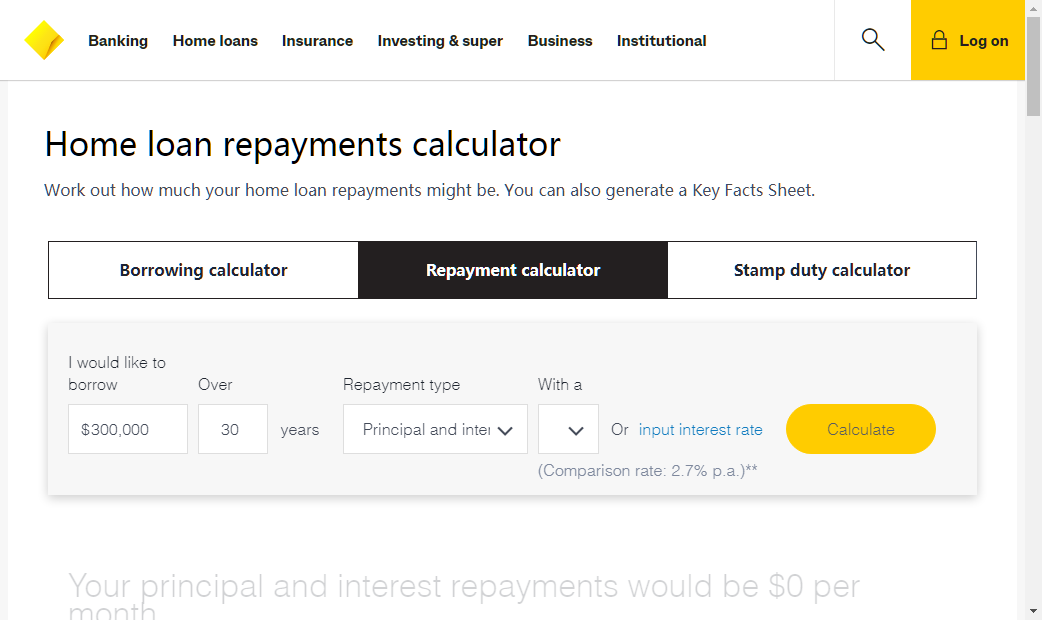 Banking Home loans Insurance Investing & super Business Institutional Log on
Home loan repayments calculator
Work out how much your home loan repayments might be. You can also generate a Key Facts Sheet.
Borrowing calculator Repayment calculator Stamp duty calculator
I would like to
borrow Over Repayment type With a
$300,000 30 years Principal and inter Or input interest rate Calculate
(Comparison rate: 2.7% p.a.)**
Your principal and interest repayments would be $0 per
month